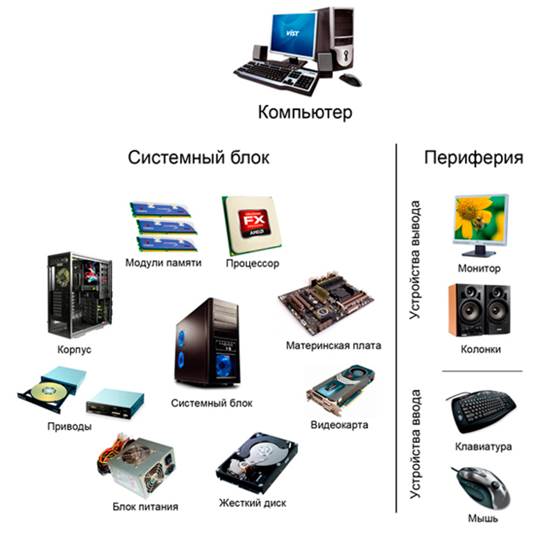 VIST
Компьютер
Системный блок
Периферия
Модули памяти
FX
AMD
Процессор
Устройства вывода
Монитор
Корпус
Системный блок
Материнская плата
Колонки
Приводы
Видеокарта
Устройства ввода
Клавиатура
Блок питания
Жесткий диск
Мышь